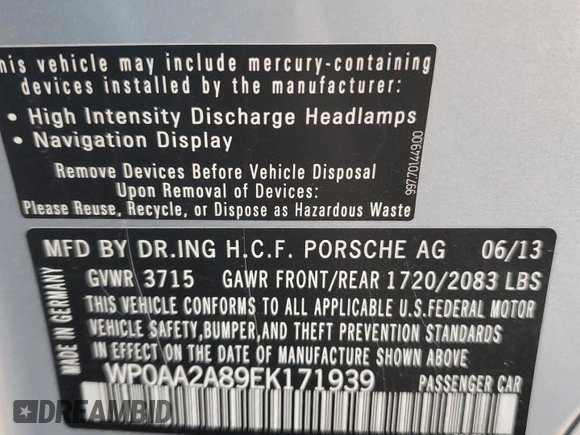 his vehicle may include mercury-containing
devices installed by the manufacturer:
• High Intensity Discharge Headlamps
• Navigation Display
Remove Devices Before Vehicle Disposal
Upon Removal of Devices:
Please Reuse, Recycle, or Dispose as Hazardous Waste
99770144900
MFD BY DR.ING H.C.F. PORSCHE AG 06/13
GVWR 3715 GAWR FRONT/REAR 1720/2083 LBS
THIS VEHICLE CONFORMS TO ALL APPLICABLE U.S.FEDERAL MOTOR
VEHICLE SAFETY,BUMPER,AND THEFT PREVENTION STANDARDS
IN EFFECT ON THE DATE OF MANUFACTURE SHOWN ABOVE
WP0AA2A89EK171939 PASSENGER CAR
MADE IN GERMANY
DREAMBID